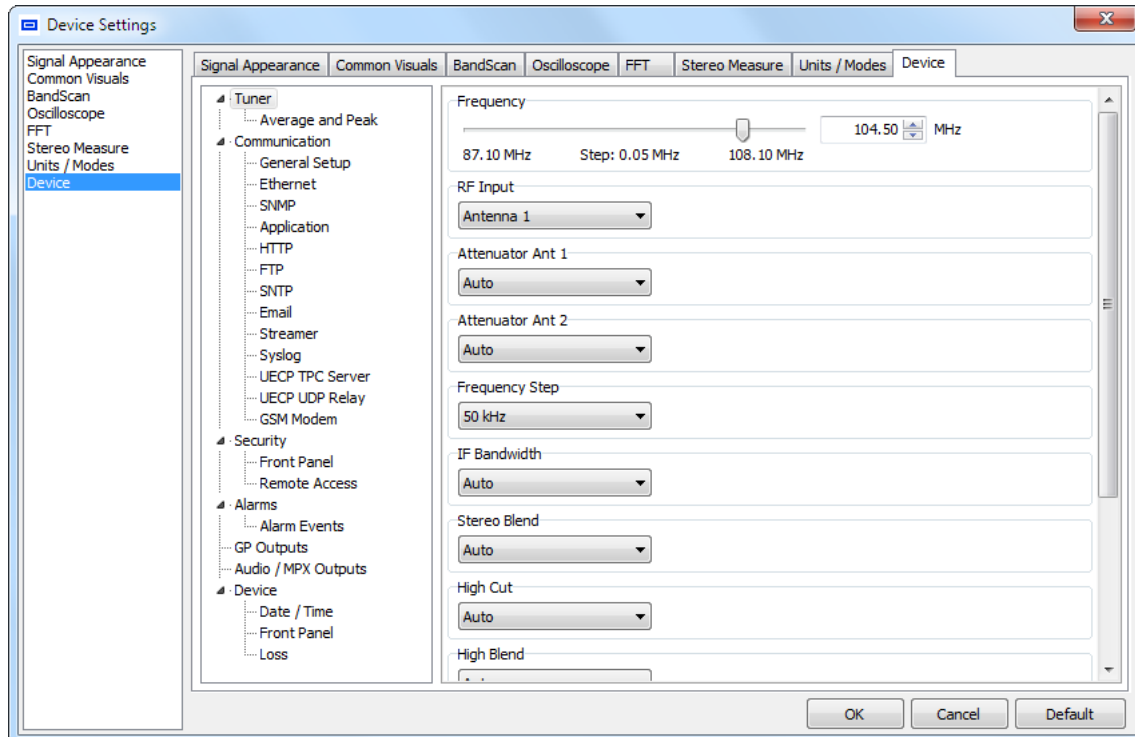 Device Settings
Signal Appearance
Common Visuals
BandScan
Oscilloscope
FFT
Stereo Measure
Units / Modes
Device
Signal Appearance Common Visuals BandScan Oscilloscope FFT Stereo Measure Units / Modes Device
Tuner
Average and Peak
Communication
General Setup
Ethernet
SNMP
Application
HTTP
FTP
SNTP
Email
Streamer
Syslog
UECP TPC Server
UECP UDP Relay
GSM Modem
Security
Front Panel
Remote Access
Alarms
Alarm Events
GP Outputs
Audio / MPX Outputs
Device
Date / Time
Front Panel
Loss
Frequency
104.50 MHz
87.10 MHz Step: 0.05 MHz 108.10 MHz
RF Input
Antenna 1
Attenuator Ant 1
Auto
Attenuator Ant 2
Auto
Frequency Step
50 kHz
IF Bandwidth
Auto
Stereo Blend
Auto
High Cut
Auto
High Blend
OK Cancel Default